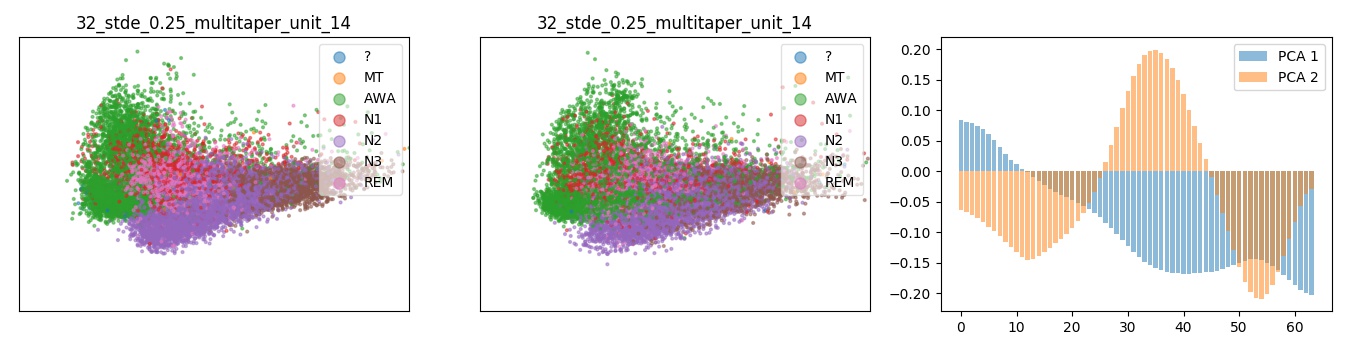 32_stde_0.25_multitaper_unit_14
?
MT
AWA
N1
N2
N3
REM
32_stde_0.25_multitaper_unit_14
?
MT
AWA
N1
N2
N3
REM
PCA 1
PCA 2
0.20
0.15
0.10
0.05
0.00
−0.05
−0.10
−0.15
−0.20
0 10 20 30 40 50 60